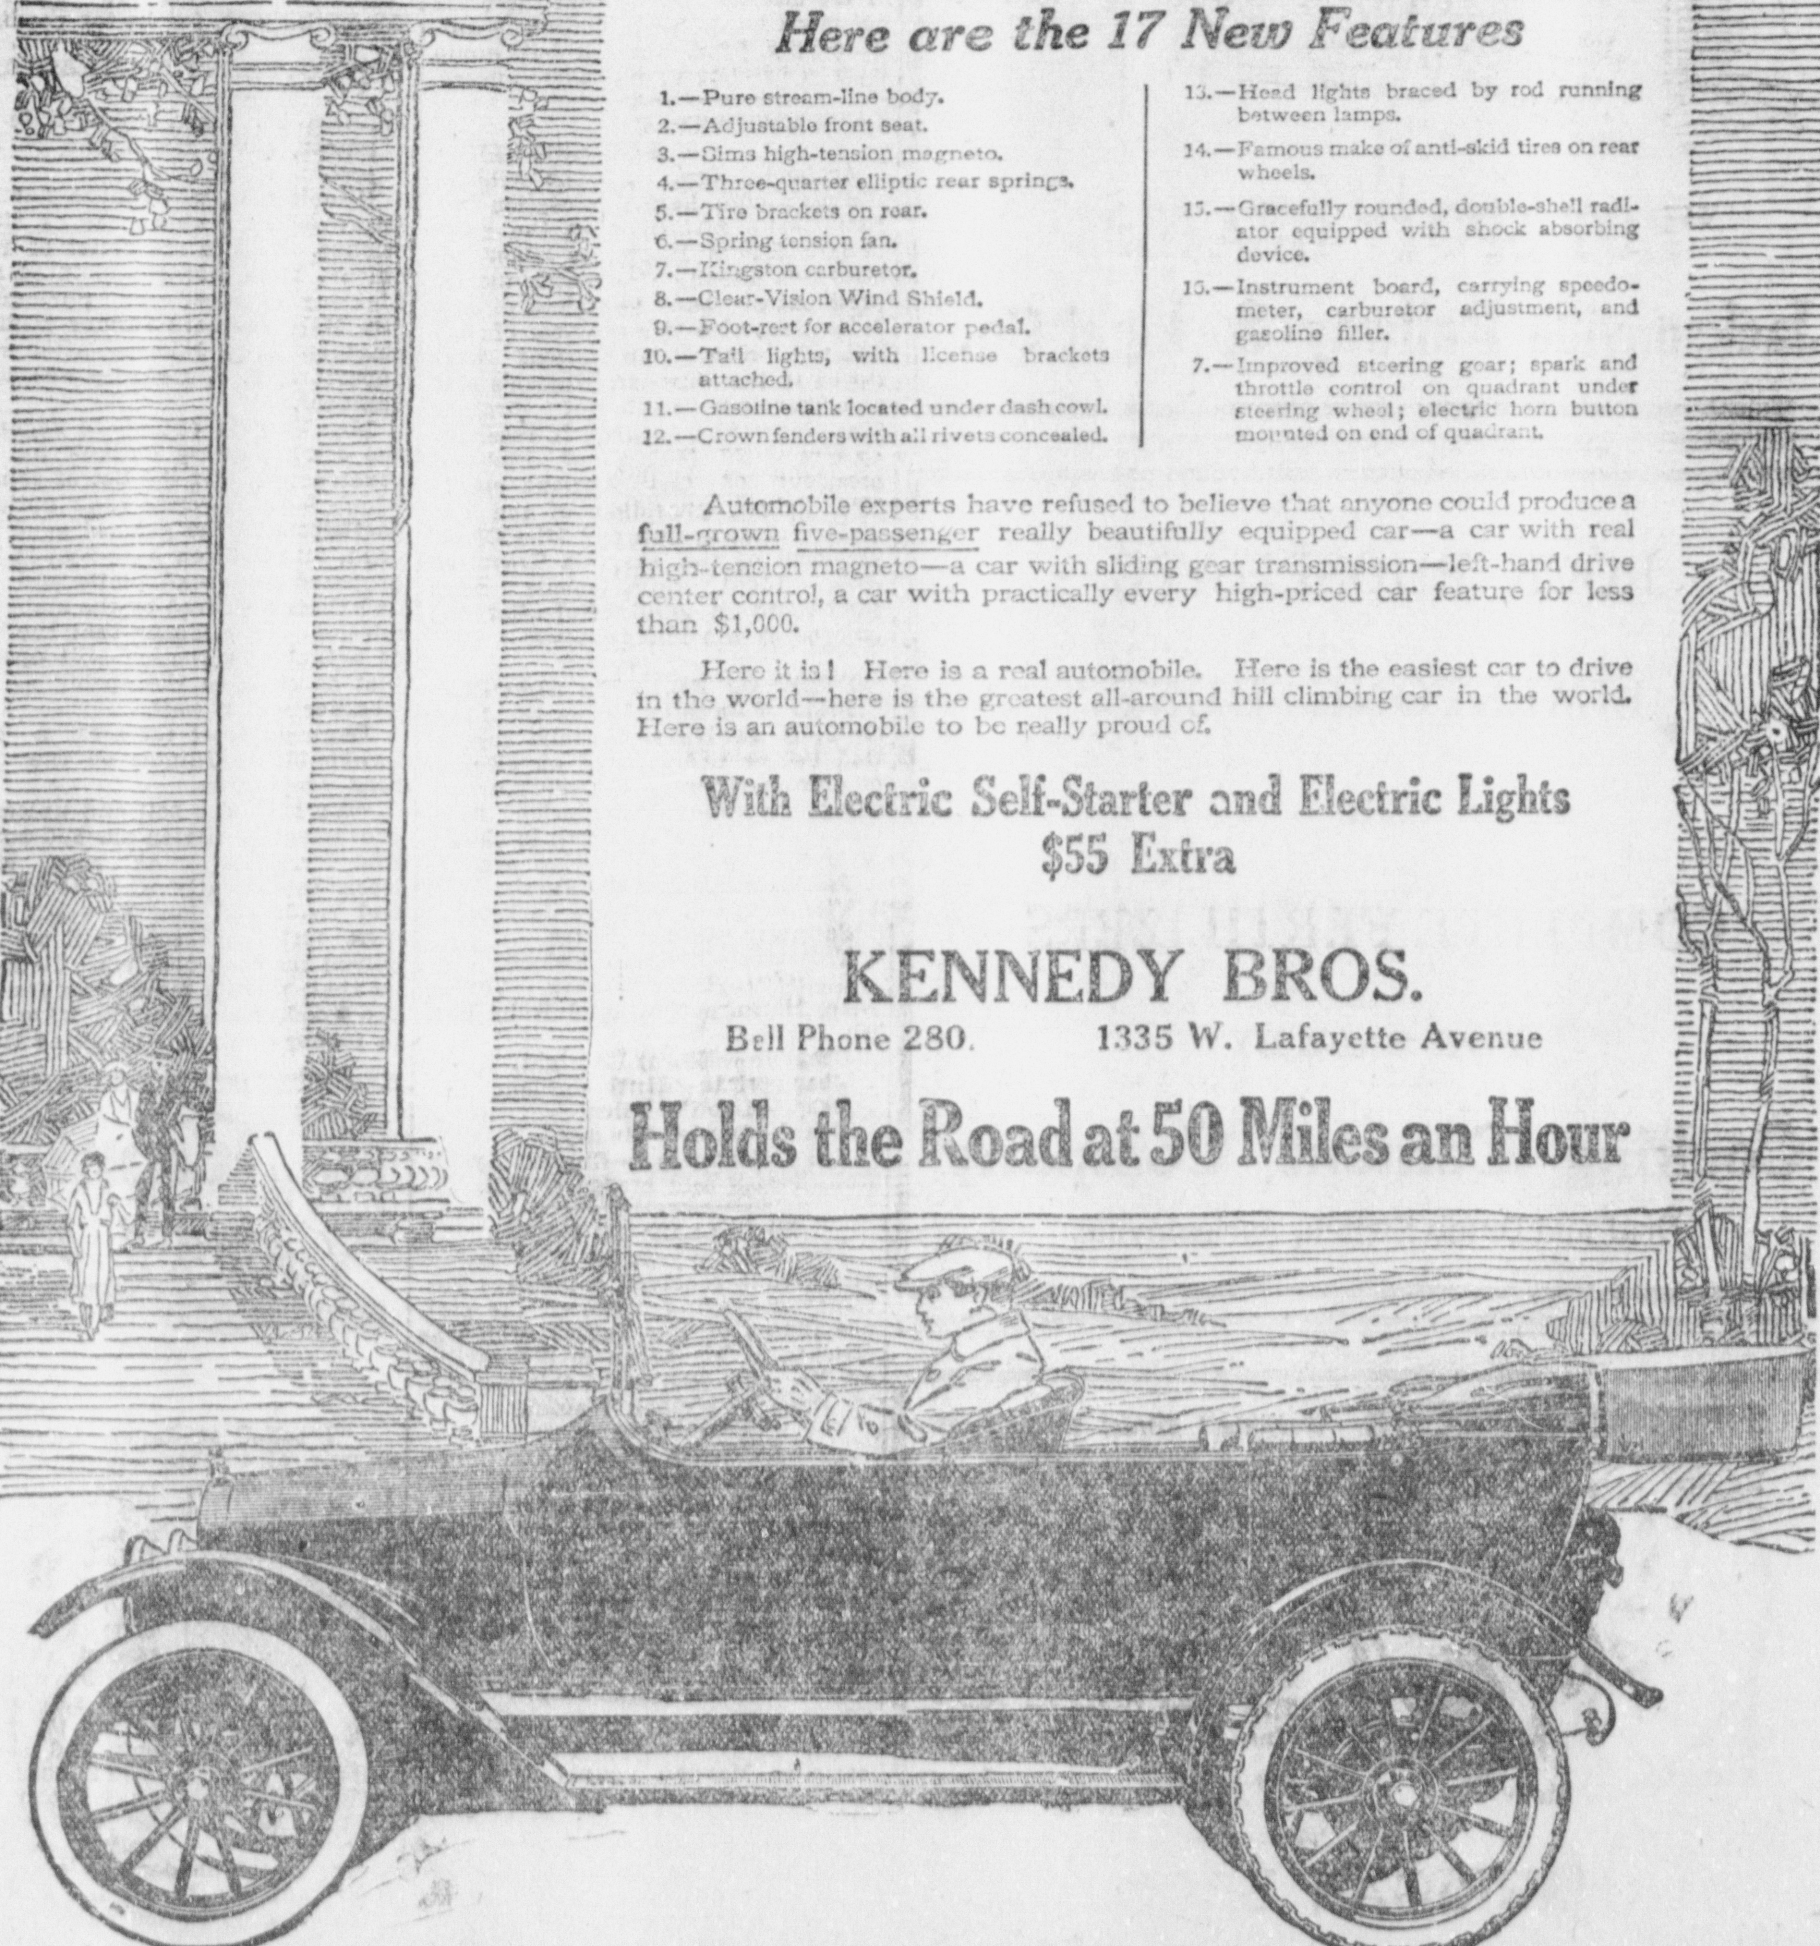 Here are the 17 New Features
1.—Pure stream-line body.
2.—Adjustable front seat.
3.—Sims high-tension magneto.
4.—Three-quarter elliptic rear springs.
5.—Tire brackets on rear.
6.—Spring tension fan.
7.—Kingston carburetor.
8.—Clear-Vision Wind Shield.
9.—Foot-rest for accelerator pedal.
10.—Tail lights, with license brackets
attached.
11.—Gasoline tank located under dash cowl.
12.—Crown fenders with all rivets concealed.
13.—Head lights braced by rod running
between lamps.
14.—Famous make of anti-skid tires on rear
wheels.
15.—Gracefully rounded, double-shell radi-
ator equipped with shock absorbing
device.
16.—Instrument board, carrying speedo-
meter, carburetor adjustment, and
gasoline filler.
7.—Improved steering gear; spark and
throttle control on quadrant under
steering wheel; electric horn button
mounted on end of quadrant.
Automobile experts have refused to believe that anyone could produce a
full-grown five-passenger really beautifully equipped car—a car with real
high-tension magneto—a car with sliding gear transmission—left-hand drive
center control, a car with practically every high-priced car feature for less
than $1,000.
Here it is! Here is a real automobile. Here is the easiest car to drive
in the world—here is the greatest all-around hill climbing car in the world.
Here is an automobile to be really proud of.
With Electric Self-Starter and Electric Lights
$55 Extra
KENNEDY BROS.
Bell Phone 280. 1335 W. Lafayette Avenue
Holds the Road at 50 Miles an Hour